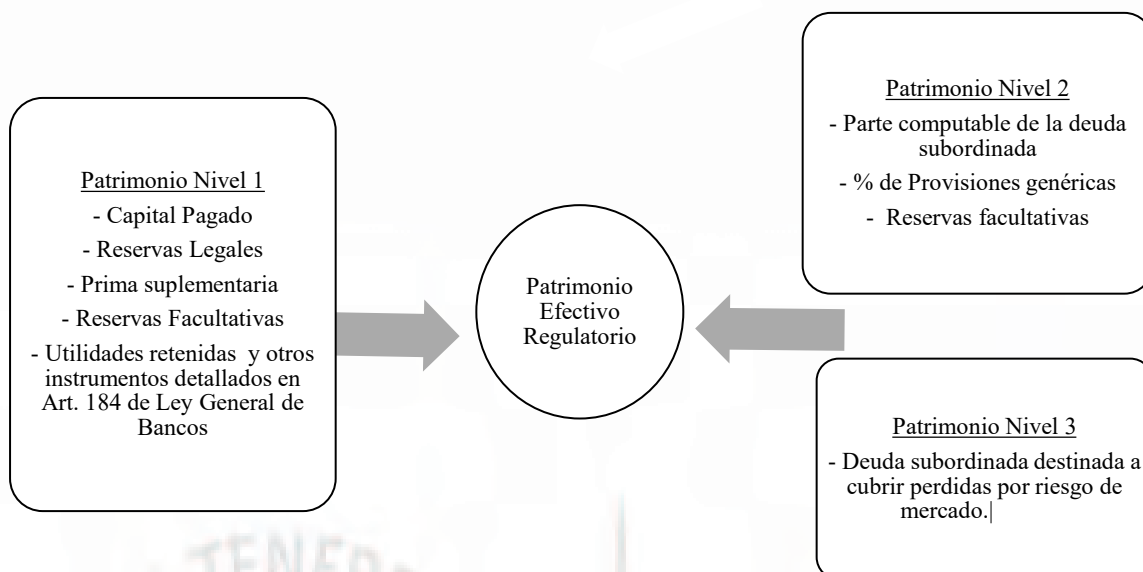 Patrimonio Nivel 1
- Capital Pagado
- Reservas Legales
- Prima suplementaria
- Reservas Facultativas
- Utilidades retenidas y otros
instrumentos detallados en
Art. 184 de Ley General de
Bancos
Patrimonio
Efectivo
Regulatorio
Patrimonio Nivel 2
- Parte computable de la deuda
subordinada
- % de Provisiones genéricas
- Reservas facultativas
Patrimonio Nivel 3
- Deuda subordinada destinada a
cubrir perdidas por riesgo de
mercado.|